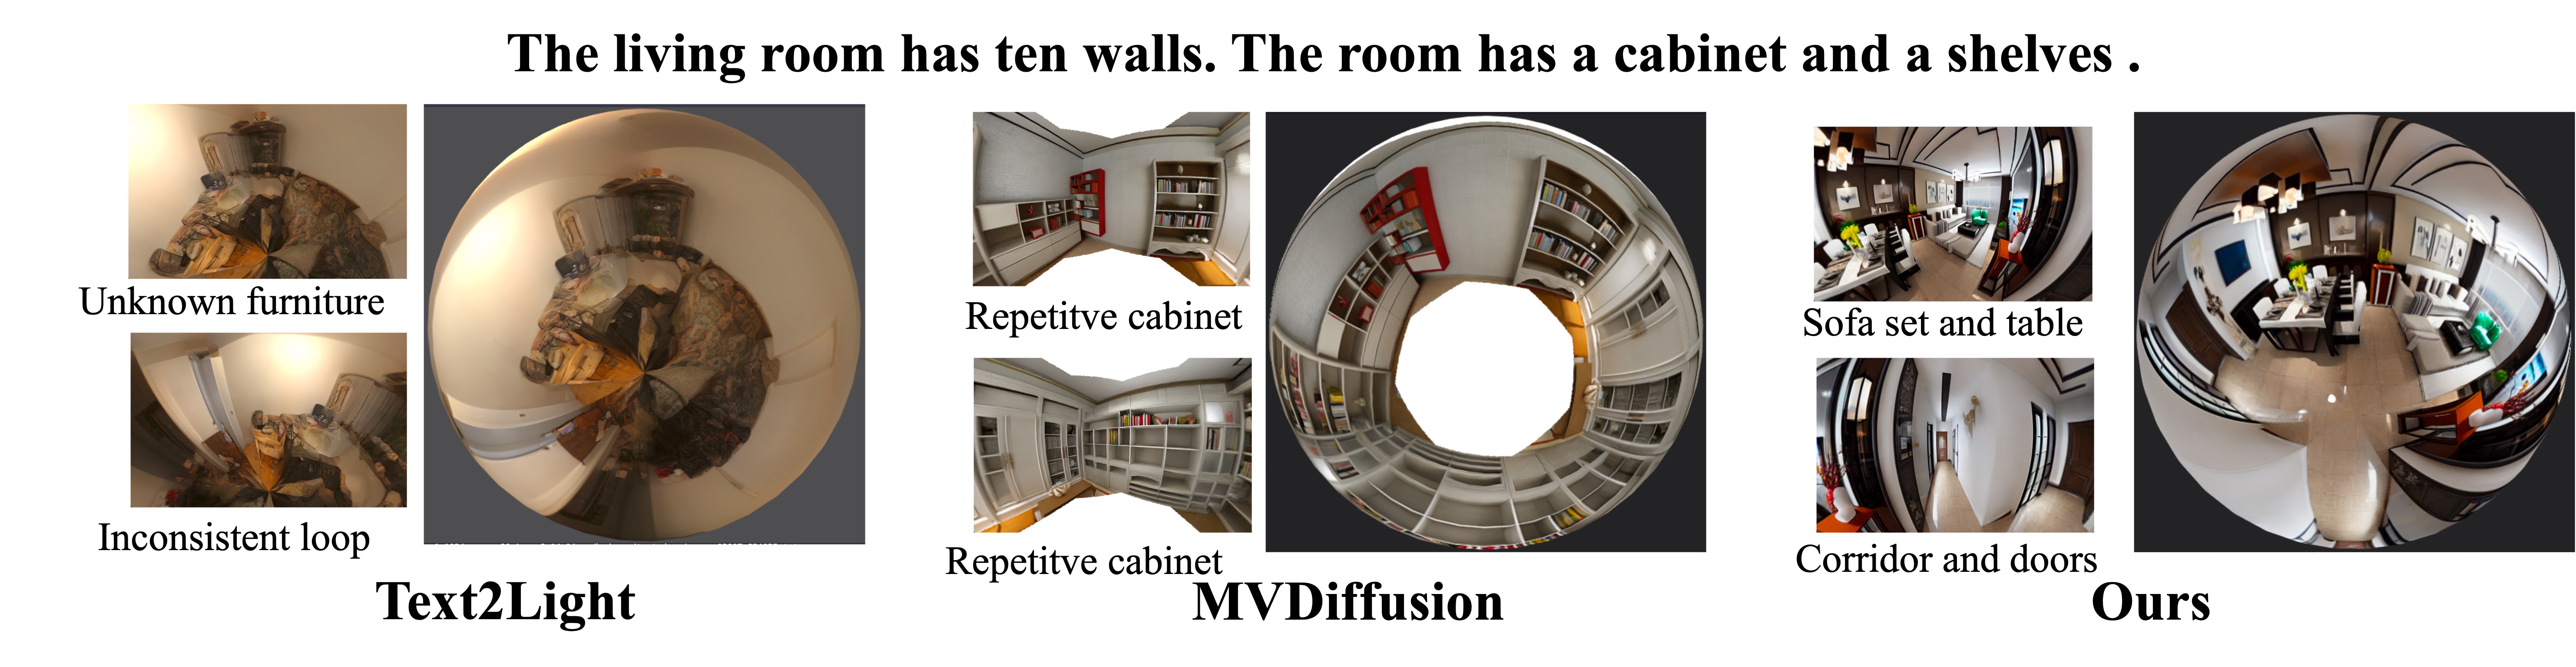 The living room has ten walls. The room has a cabinet and a shelves .
Unknown furniture
Inconsistent loop
Text2Light
Repetitve cabinet
Repetitve cabinet
MVDiffusion
Sofa set and table
Corridor and doors
Ours